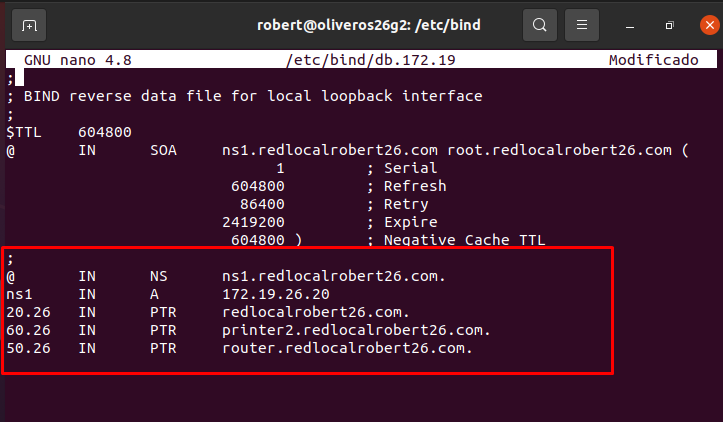 robert@oliveros26g2: /etc/bind
GNU nano 4.8 /etc/bind/db.172.19 Modificado
;
; BIND reverse data file for local loopback interface
;
$TTL 604800
@ IN SOA ns1.redlocalrobert26.com root.redlocalrobert26.com (
1 ; Serial
604800 ; Refresh
86400 ; Retry
2419200 ; Expire
604800 ) ; Negative Cache TTL
;
@ IN NS ns1.redlocalrobert26.com.
ns1 IN A 172.19.26.20
20.26 IN PTR redlocalrobert26.com.
60.26 IN PTR printer2.redlocalrobert26.com.
50.26 IN PTR router.redlocalrobert26.com.